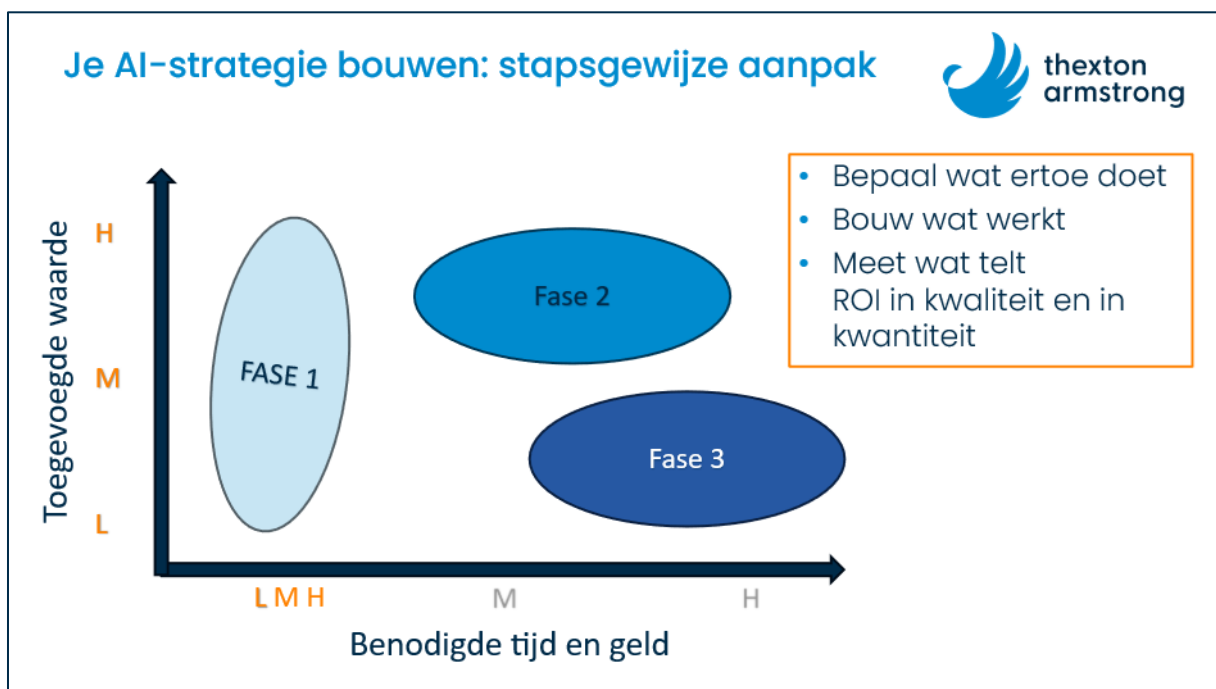 Je AI-strategie bouwen: stapsgewijze aanpak
thexton
armstrong
• Bepaal wat ertoe doet
• Bouw wat werkt
• Meet wat telt
ROI in kwaliteit en in
kwantiteit
Toegevoegde waarde
H
M
L
FASE 1
Fase 2
Fase 3
L M H
M
H
Benodigde tijd en geld